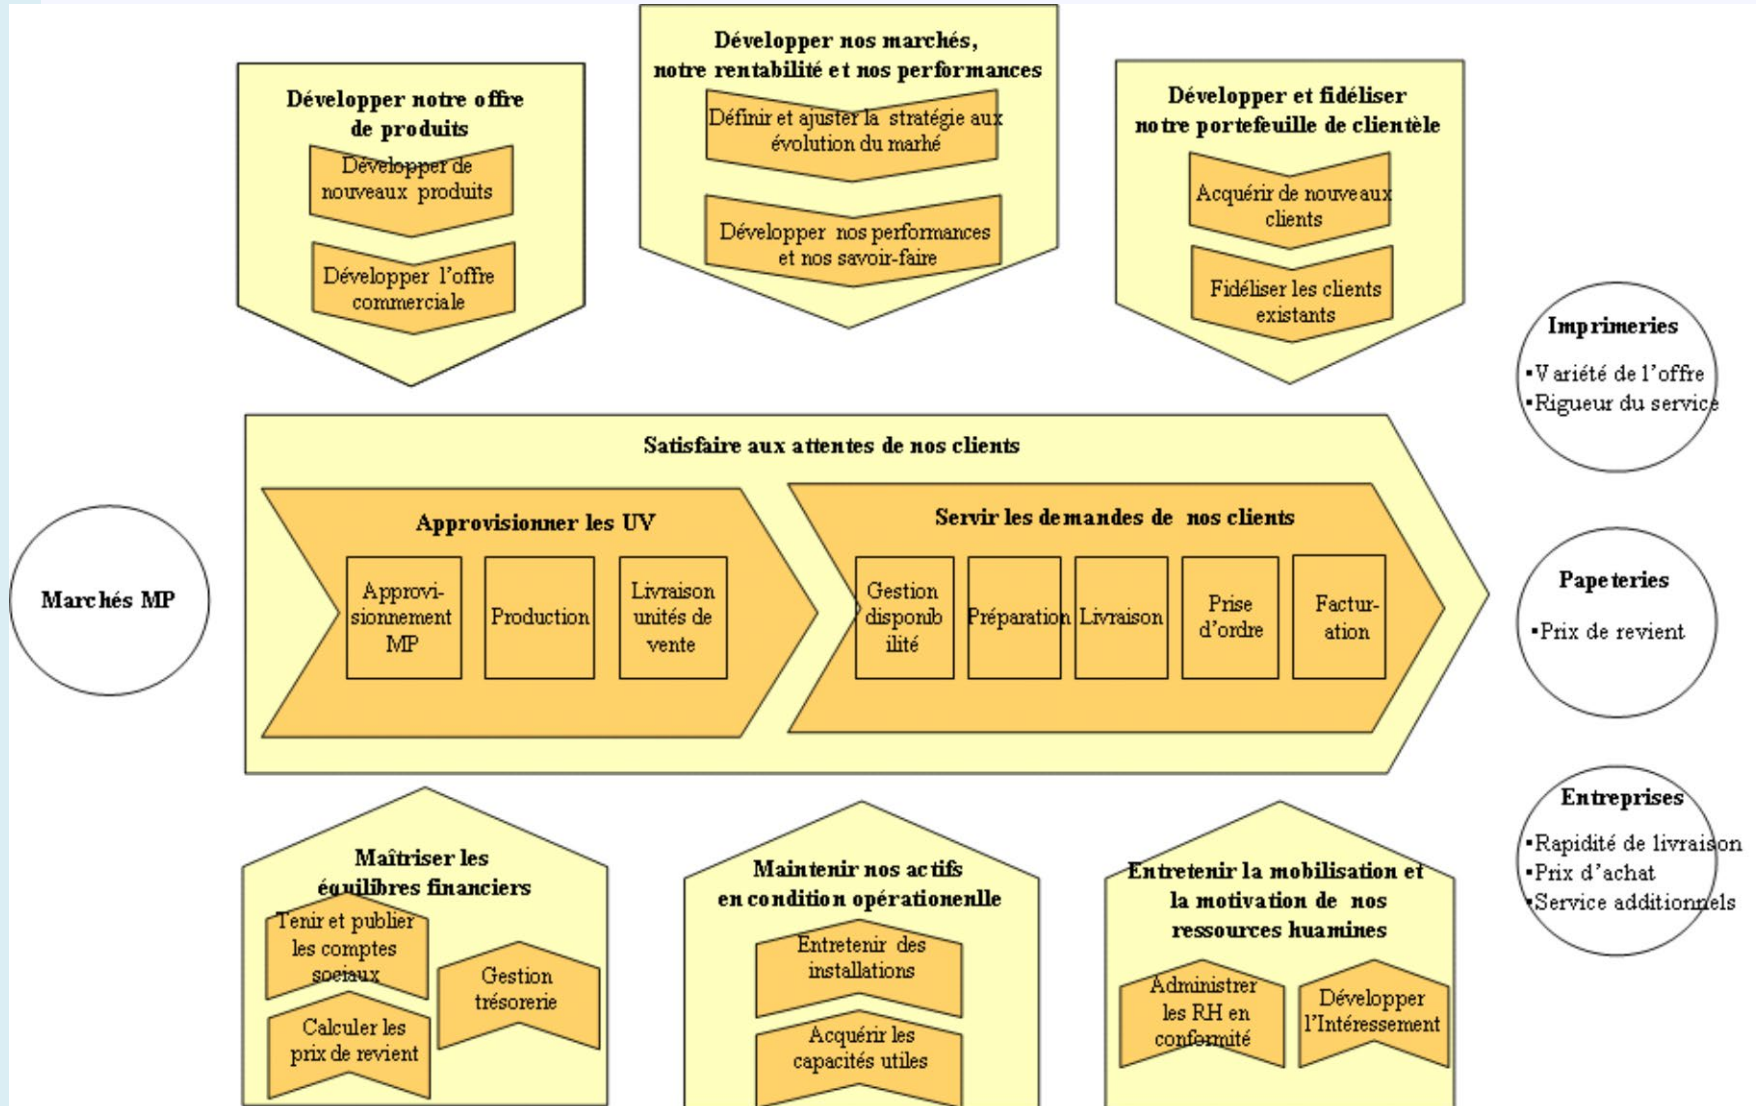 Développer notre offre
de produits
Développer de
nouveaux produits
Développer l'offre
commerciale
Développer nos marchés,
notre rentabilité et nos performances
Définir et ajuster la stratégie aux
évolution du marhé
Développer nos performances
et nos savoir-faire
Développer et fidéliser
notre portefeuille de clientèle
Acquérir de nouveaux
clients
Fidéliser les clients
existants
Marchés MP
Satisfaire aux attentes de nos clients
Approvisionner les UV
Approvi-
sionnement
MP
Production
Livraison
unités de
vente
Servir les demandes de nos clients
Gestion
disponib
ilité
Préparation
Livraison
Prise
d'ordre
Factur-
ation
Imprimeries
▪Variété de l'offre
▪Rigueur du service
Papeteries
▪Prix de revient
Entreprises
▪Rapidité de livraison
▪Prix d'achat
▪Service additionnels
Maîtriser les
équilibres financiers
Tenir et publier
les comptes
sociaux
Calculer les
prix de revient
Gestion
trésorerie
Maintenir nos actifs
en condition opérationenlle
Entretenir des
installations
Acquérir les
capacités utiles
Entretenir la mobilisation et
la motivation de nos
ressources huamines
Administrer
les RH en
conformité
Développer
l'Intéressement